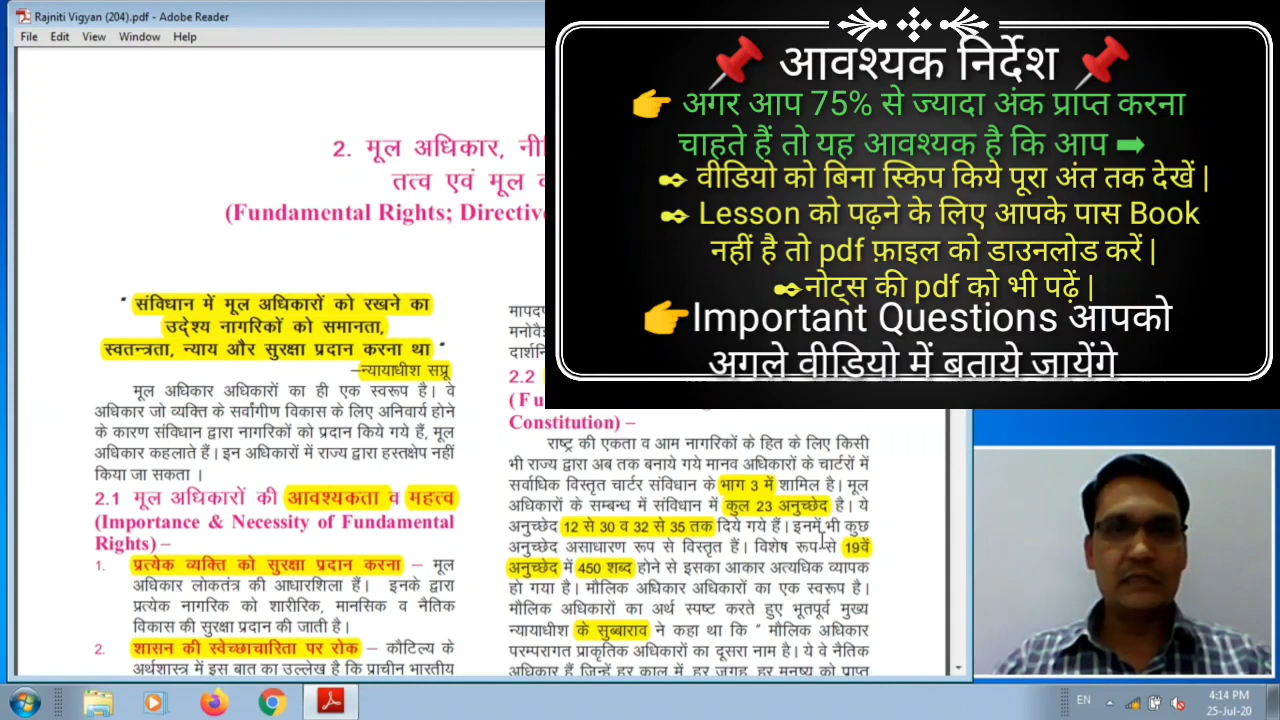 Rajniti Vigyan (204).pdf - Adobe Reader
File Edit View Window Help
आवश्यक निर्देश
अगर आप 75% से ज्यादा अंक प्राप्त करना
चाहते हैं तो यह आवश्यक है कि आप
वीडियो को बिना स्किप किये पूरा अंत तक देखें |
Lesson को पढ़ने के लिए आपके पास Book
नहीं है तो pdf फ़ाइल को डाउनलोड करें |
नोट्स की pdf को भी पढ़ें |
Important Questions आपको
अगले वीडियो में बताये जायेंगे
2. मूल अधिकार, नी
तत्व एवं मूल
(Fundamental Rights; Directive
" संविधान में मूल अधिकारों को रखने का
उद्देश्य नागरिकों को समानता,
स्वतन्त्रता, न्याय और सुरक्षा प्रदान करना था "
–न्यायाधीश सप्रू
मूल अधिकार अधिकारों का ही एक स्वरूप है। वे
अधिकार जो व्यक्ति के सर्वांगीण विकास के लिए अनिवार्य होने
के कारण संविधान द्वारा नागरिकों को प्रदान किये गये हैं, मूल
अधिकार कहलाते हैं। इन अधिकारों में राज्य द्वारा हस्तक्षेप नहीं
किया जा सकता ।
2.1 मूल अधिकारों की आवश्यकता व महत्व
(Importance & Necessity of Fundamental
Rights) –
1. प्रत्येक व्यक्ति को सुरक्षा प्रदान करना – मूल
अधिकार लोकतंत्र की आधारशिला हैं। इनके द्वारा
प्रत्येक नागरिक को शारीरिक, मानसिक व नैतिक
विकास की सुरक्षा प्रदान की जाती है।
2. शासन की स्वेच्छाचारिता पर रोक – कौटिल्य के
अर्थशास्त्र में इस बात का उल्लेख है कि प्राचीन भारतीय
मापद
मनोवै
दार्शनि
2.2
(Fu
Constitution) –
राष्ट्र की एकता व आम नागरिकों के हित के लिए किसी
भी राज्य द्वारा अब तक बनाये गये मानव अधिकारों के चार्टरों में
सर्वाधिक विस्तृत चार्टर संविधान के भाग 3 में शामिल है। मूल
अधिकारों के सम्बन्ध में संविधान में कुल 23 अनुच्छेद है। ये
अनुच्छेद 12 से 30 व 32 से 35 तक दिये गये हैं। इनमें भी कुछ
अनुच्छेद असाधारण रूप से विस्तृत हैं। विशेष रूप से 19वें
अनुच्छेद में 450 शब्द होने से इसका आकार अत्यधिक व्यापक
हो गया है। मौलिक अधिकार अधिकारों का एक स्वरूप है।
मौलिक अधिकारों का अर्थ स्पष्ट करते हुए भूतपूर्व मुख्य
न्यायाधीश के सुब्बाराव ने कहा था कि " मौलिक अधिकार
परम्परागत प्राकृतिक अधिकारों का दूसरा नाम है। ये वे नैतिक
अधिकार हैं जिन्हें हर काल में, हर जगह, हर मनुष्य को प्राप्त
EN
4:14 PM
25-Jul-20